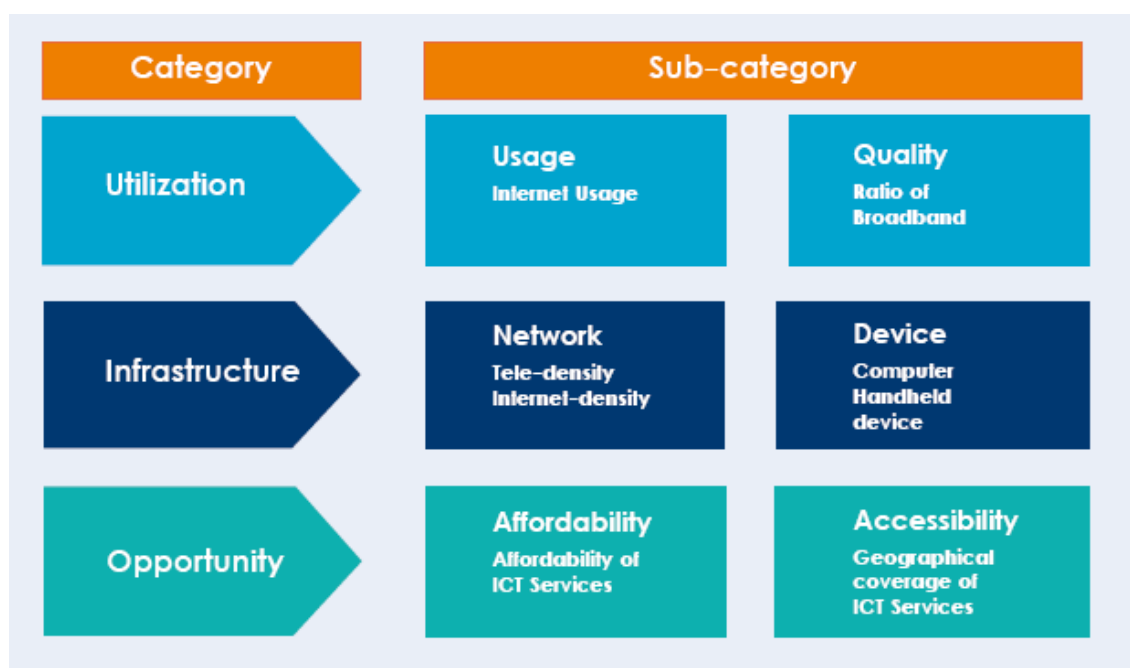 Category
Sub-category
Utilization
Usage
Internet Usage
Quality
Ratio of
Broadband
Infrastructure
Network
Tele-density
Internet-density
Device
Computer
Handheld
device
Opportunity
Affordability
Affordability of
ICT Services
Accessibility
Geographical
coverage of
ICT Services